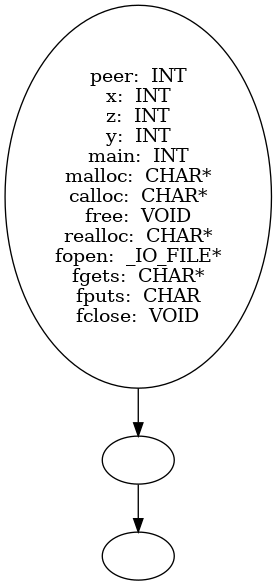 peer:  INT
x:  INT
z:  INT
y:  INT
main:  INT
malloc:  CHAR*
calloc:  CHAR*
free:  VOID
realloc:  CHAR*
fopen:  _IO_FILE*
fgets:  CHAR*
fputs:  CHAR
fclose:  VOID